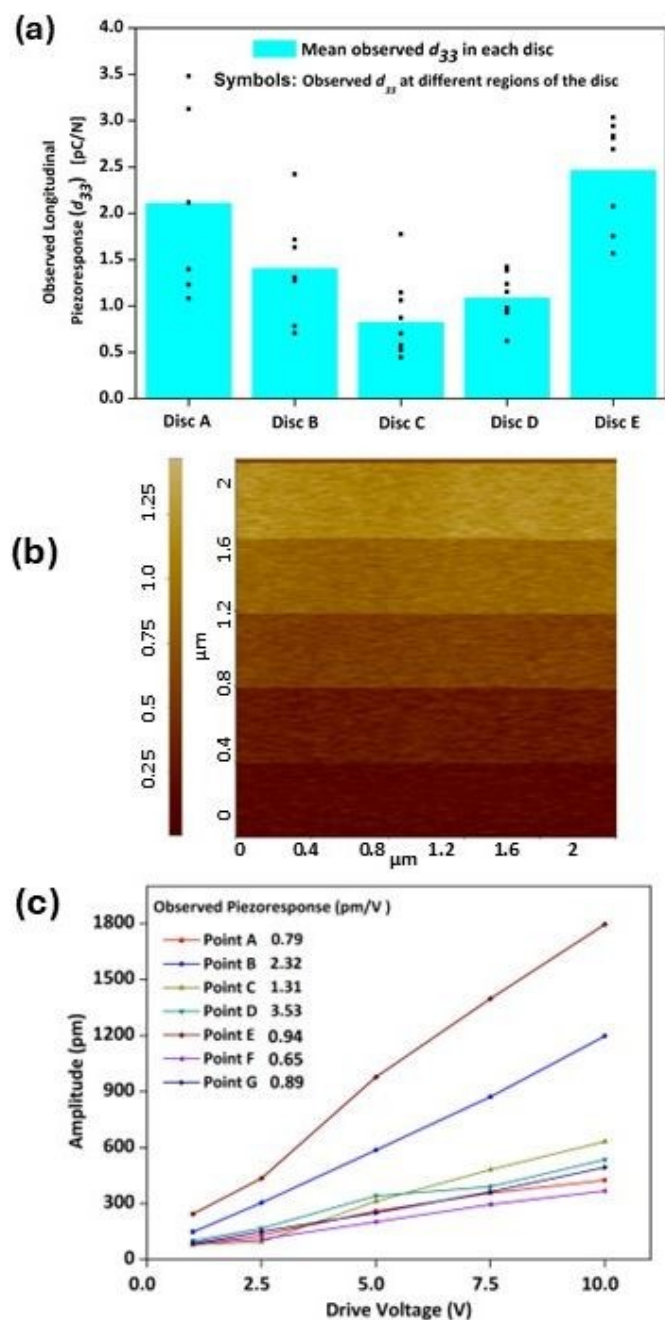 (a)
4.0
3.5
3.0
2.5
2.0
1.5
1.0
0.5
0.0
Observed Longitudinal
Piezoresponse (d33) [pC/N]
Mean observed d33 in each disc
Symbols: Observed d33 at different regions of the disc
Disc A Disc B Disc C Disc D Disc E
(b)
1.25
1.0
0.75
0.5
0.25
2
1.6
1.2
0.8
0.4
0
µm
0 0.4 0.8 1.2 1.6 2
µm
(c)
Observed Piezoresponse (pm/V )
Point A 0.79
Point B 2.32
Point C 1.31
Point D 3.53
Point E 0.94
Point F 0.65
Point G 0.89
1800
1500
1200
900
600
300
0
Amplitude (pm)
0.0 2.5 5.0 7.5 10.0
Drive Voltage (V)